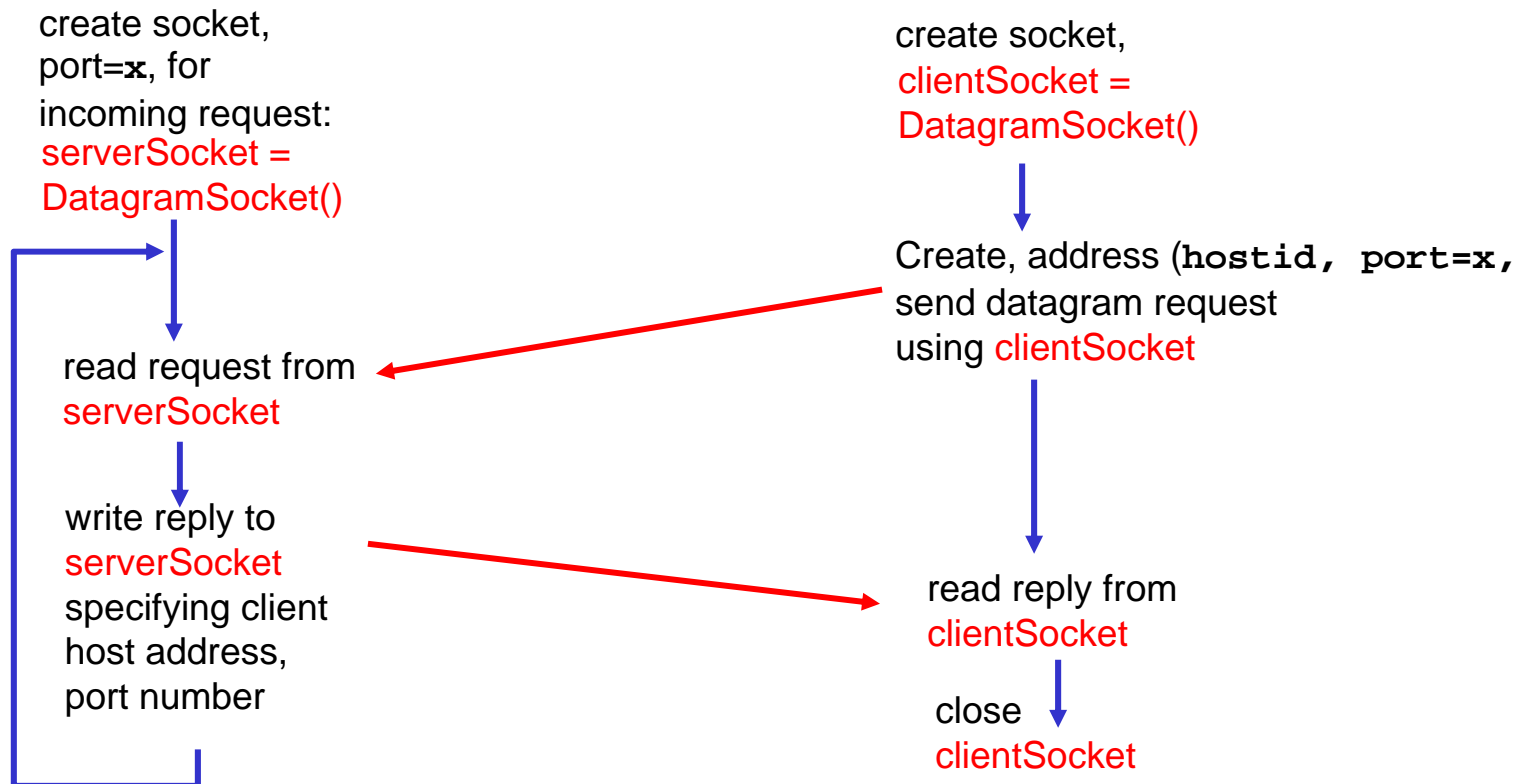 create socket,
port=x, for
incoming request:
serverSocket =
DatagramSocket()
read request from
serverSocket
write reply to
serverSocket
specifying client
host address,
port number
create socket,
clientSocket =
DatagramSocket()
Create, address (hostid, port=x,
send datagram request
using clientSocket
read reply from
clientSocket
close
clientSocket